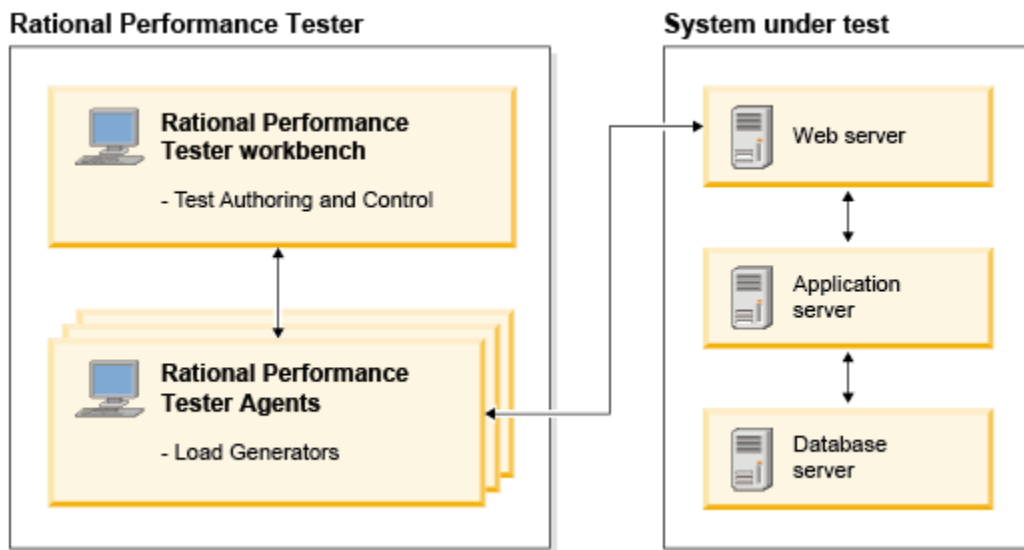 Rational Performance Tester
Rational Performance
Tester workbench
- Test Authoring and Control
Rational Performance
Tester Agents
- Load Generators
System under test
Web server
Application
server
Database
server